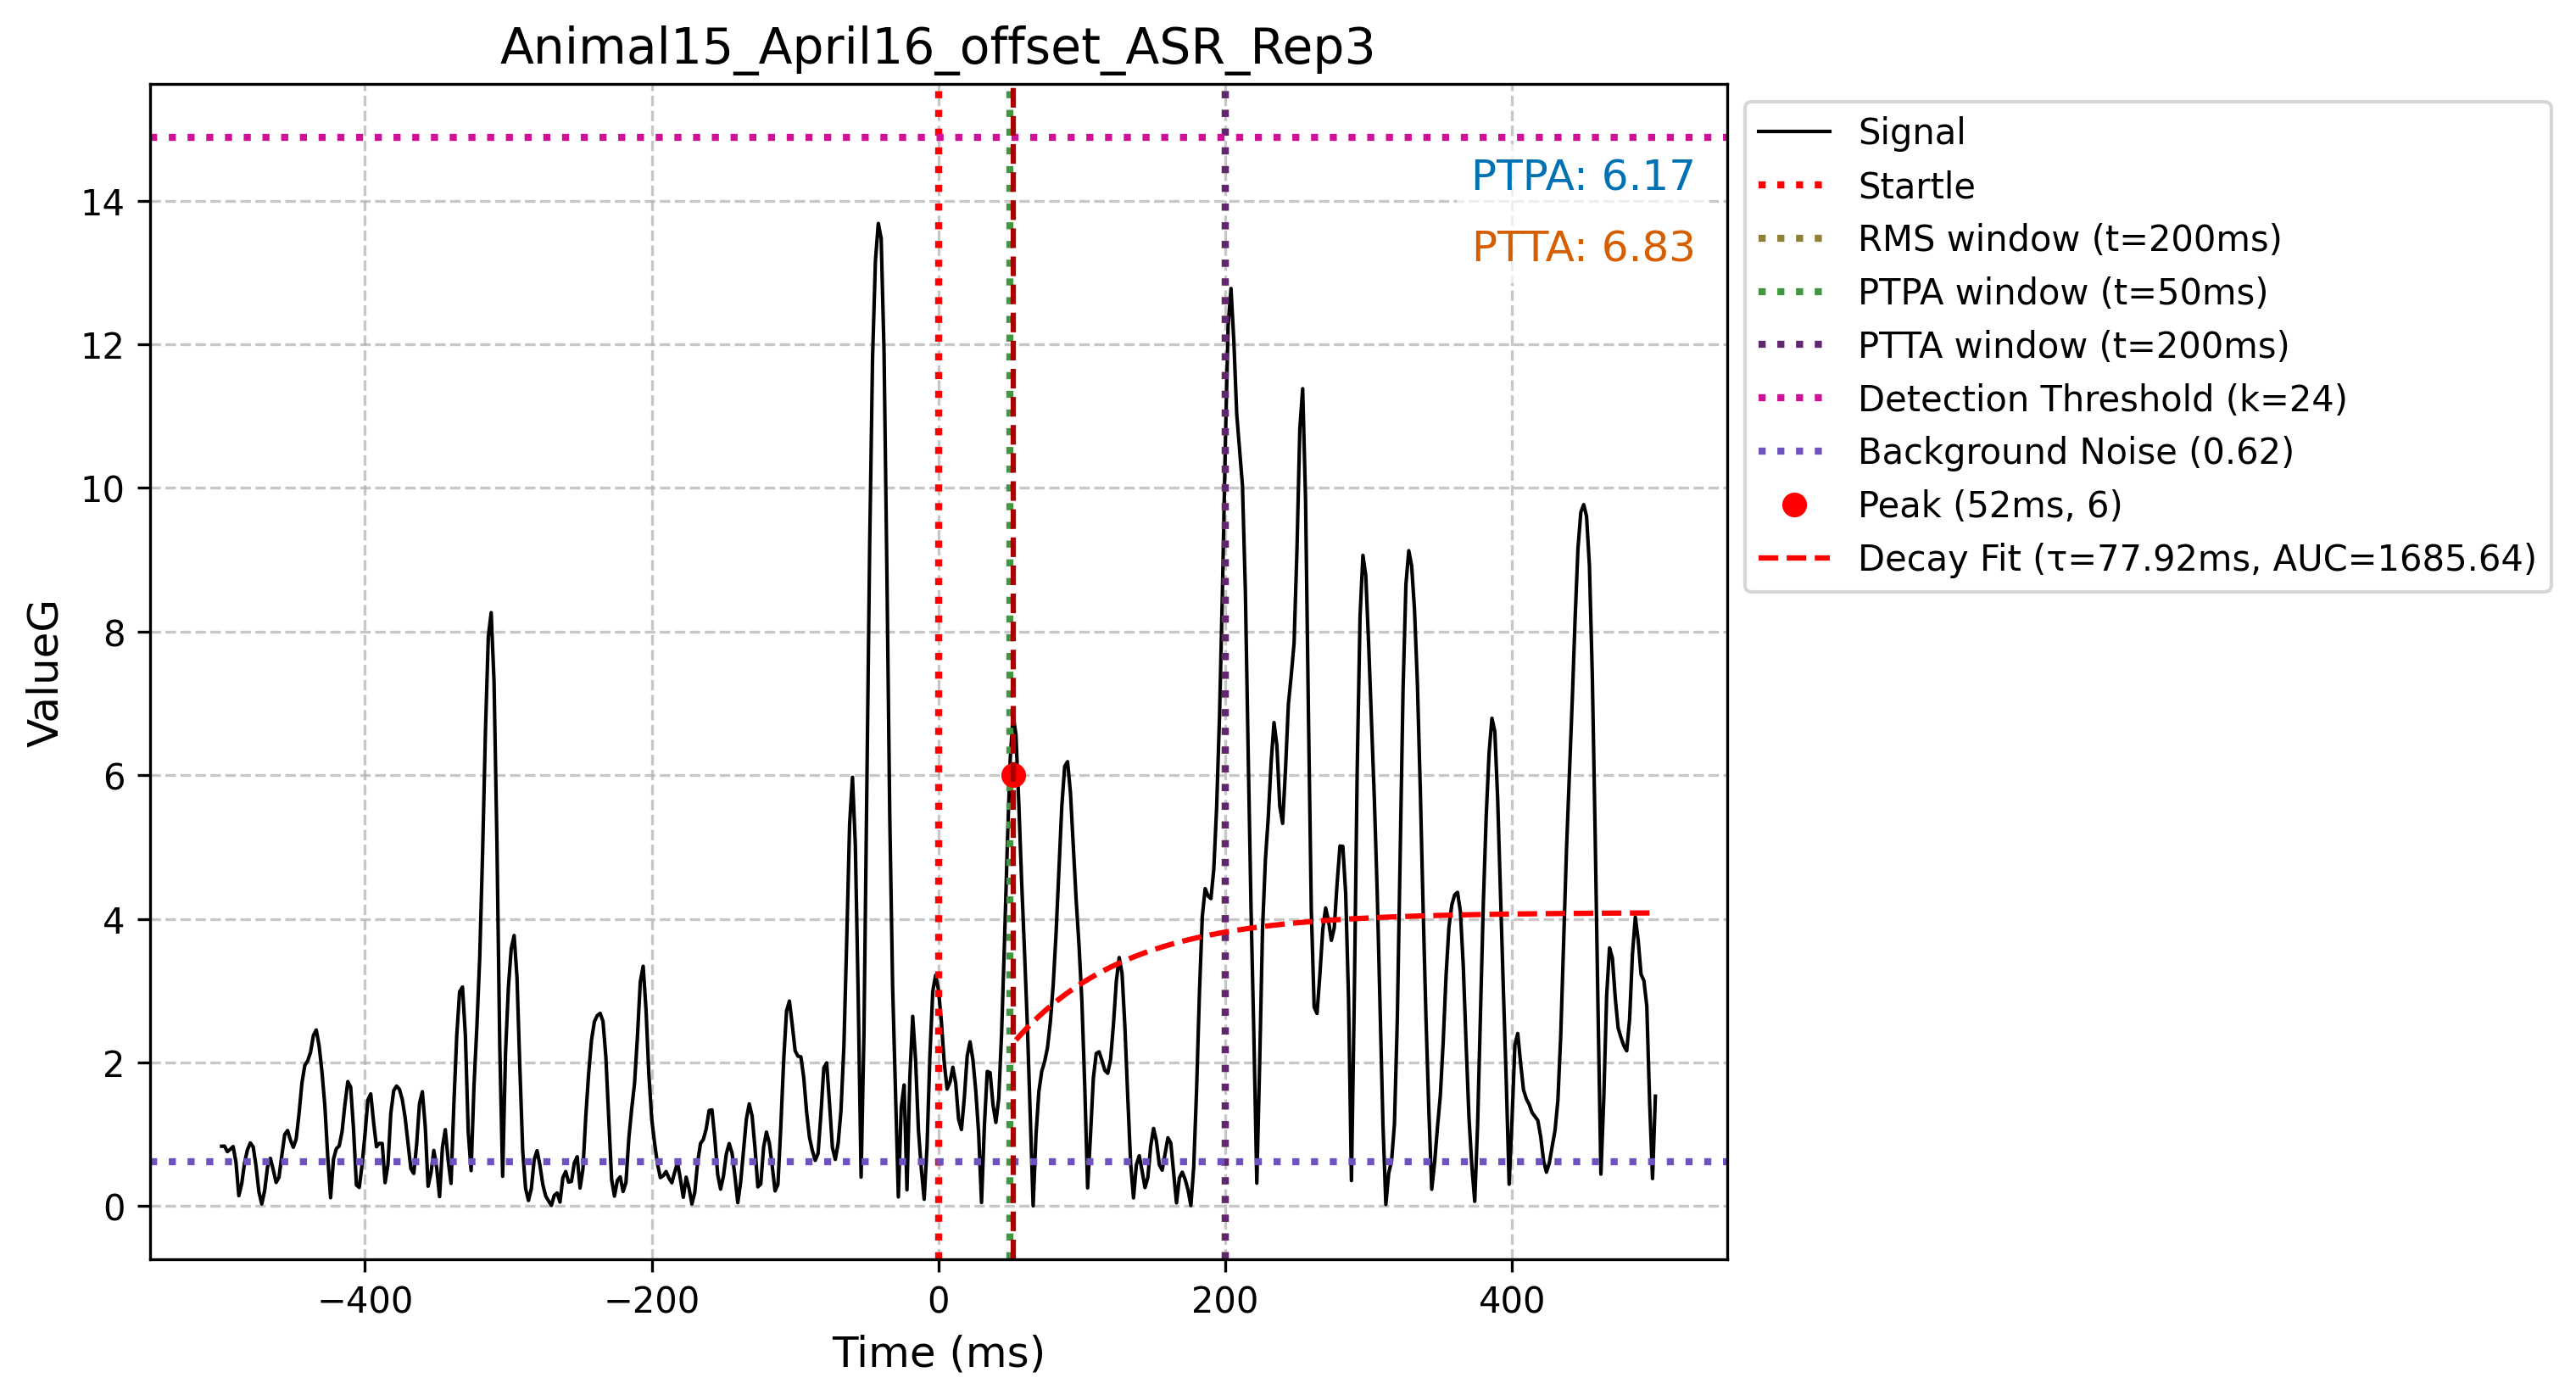 Animal15_April16_offset_ASR_Rep3
ValueG
14
12
10
8
6
4
2
0
−400
−200
0
200
400
Time (ms)
PTPA: 6.17
PTTA: 6.83
Signal
Startle
RMS window (t=200ms)
PTPA window (t=50ms)
PTTA window (t=200ms)
Detection Threshold (k=24)
Background Noise (0.62)
Peak (52ms, 6)
Decay Fit (τ=77.92ms, AUC=1685.64)